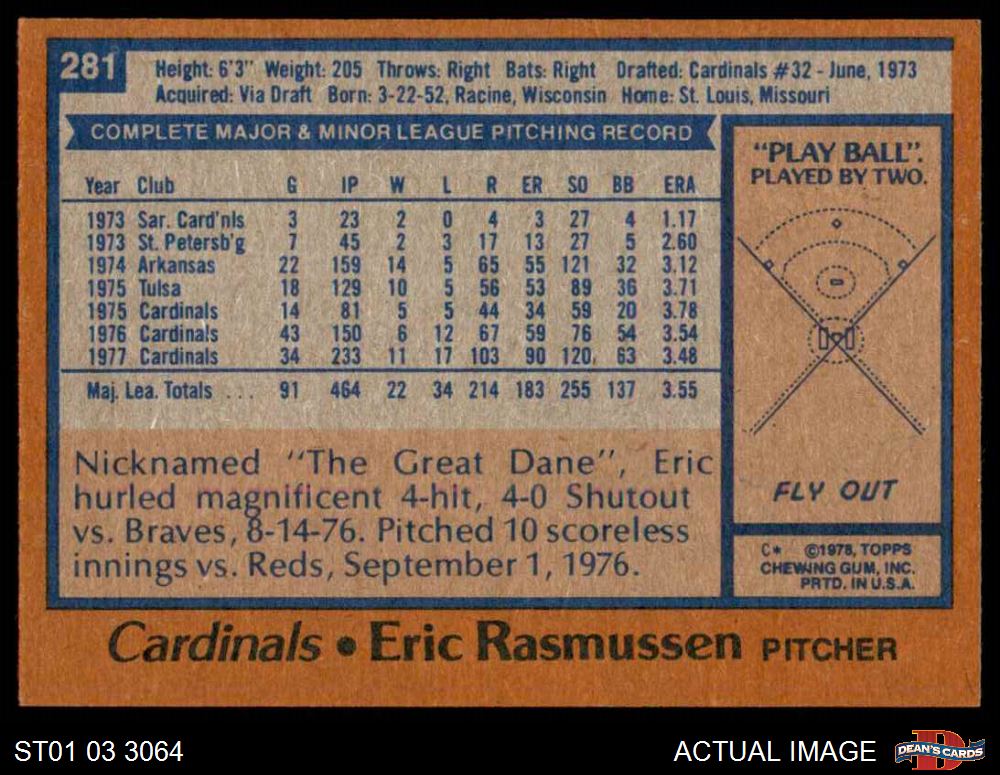 281
Height: 6'3" Weight: 205 Throws: Right Bats: Right Drafted: Cardinals #32 - June, 1973
Acquired: Via Draft Born: 3-22-52, Racine, Wisconsin Home: St. Louis, Missouri
COMPLETE MAJOR & MINOR LEAGUE PITCHING RECORD
Year Club G IP W L R ER SO BB ERA
1973 Sar. Card'nls 3 23 2 0 4 3 27 4 1.17
1973 St. Petersb'g 7 45 2 3 17 13 27 5 2.60
1974 Arkansas 22 159 14 5 65 55 121 32 3.12
1975 Tulsa 18 129 10 5 56 53 89 36 3.71
1975 Cardinals 14 81 5 5 44 34 59 20 3.78
1976 Cardinals 43 150 6 12 67 59 76 54 3.54
1977 Cardinals 34 233 11 17 103 90 120 63 3.48
Maj. Lea. Totals . . . 91 464 22 34 214 183 255 137 3.55
Nicknamed "The Great Dane", Eric
hurled magnificent 4-hit, 4-0 Shutout
vs. Braves, 8-14-76. Pitched 10 scoreless
innings vs. Reds, September 1, 1976.
"PLAY BALL".
PLAYED BY TWO.
FLY OUT
C* ©1978, TOPPS
CHEWING GUM, INC.
PRTD. IN U.S.A.
Cardinals • Eric Rasmussen PITCHER
ST01 03 3064
ACTUAL IMAGE
DEAN'S CARDS